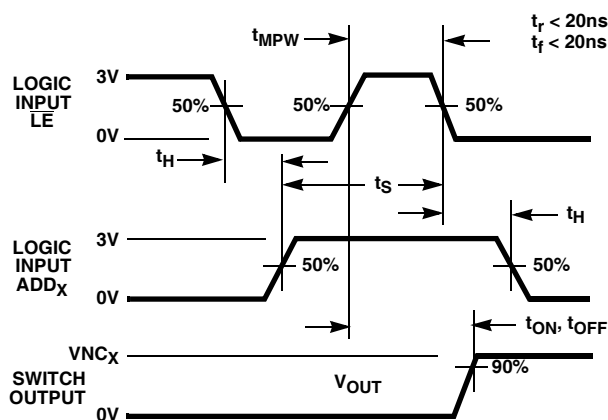 tMPW
tr < 20ns
tf < 20ns
LOGIC
INPUT
LE
3V
0V
50%
50%
50%
tH
tS
tH
LOGIC
INPUT
ADDX
3V
0V
50%
50%
tON, tOFF
SWITCH
OUTPUT
VNCX
0V
VOUT
90%